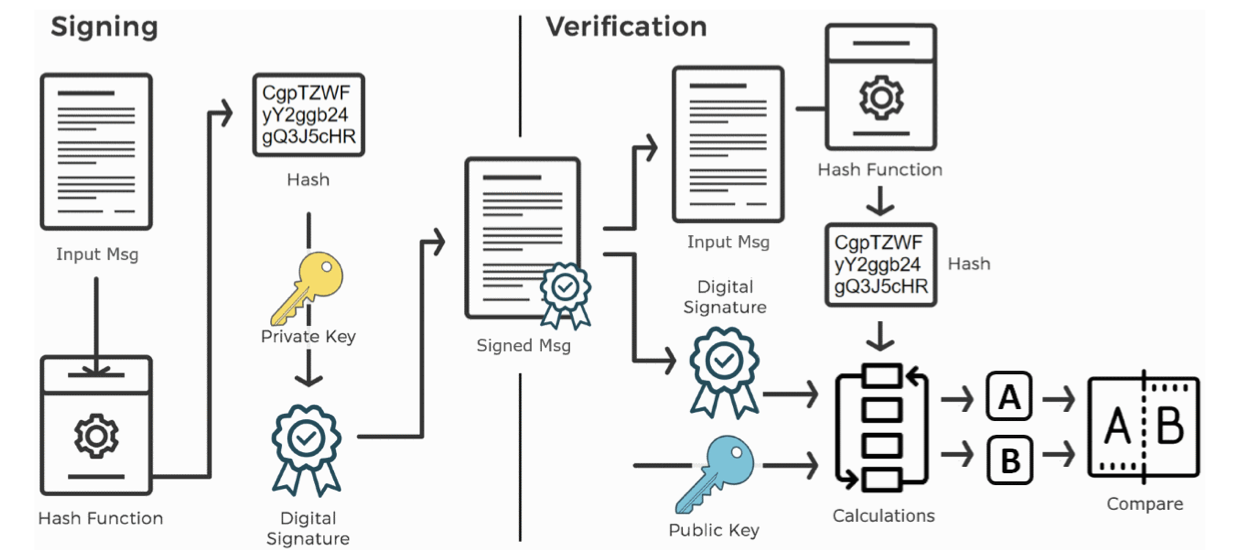 Signing
Verification
Input Msg
Hash Function
CgpTZWF
yY2ggb24
gQ3J5cHR
Hash
Private Key
Digital
Signature
Signed Msg
Input Msg
Hash Function
CgpTZWF
yY2ggb24
gQ3J5cHR
Hash
Digital
Signature
Public Key
Calculations
A
B
A B
Compare